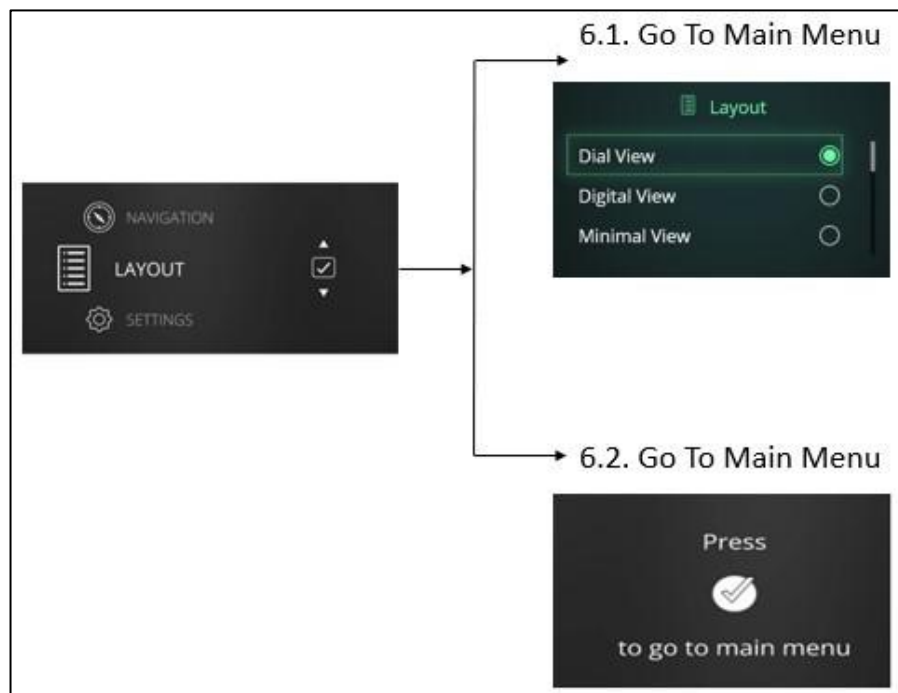 6.1. Go To Main Menu
Layout
Dial View
Digital View
Minimal View
NAVIGATION
LAYOUT
SETTINGS
6.2. Go To Main Menu
Press
to go to main menu